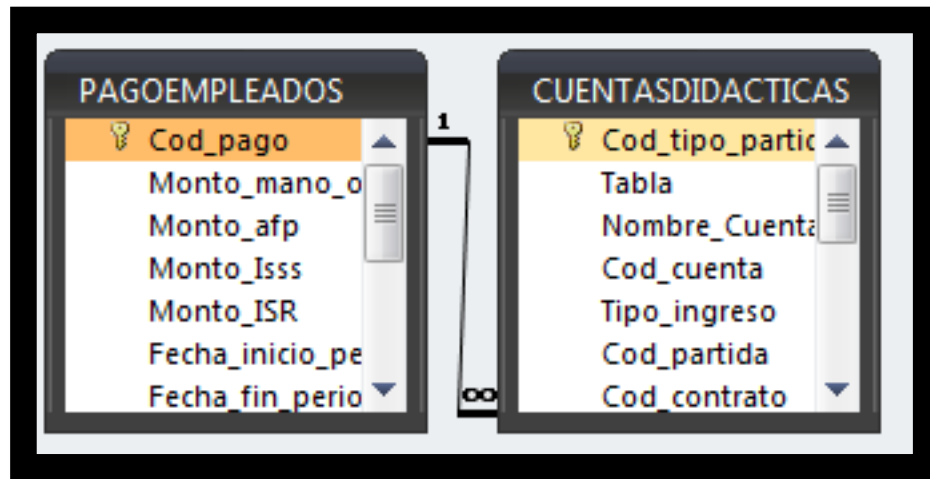 PAGOEMPLEADOS
Cod_pago
Monto_mano_o
Monto_afp
Monto_Isss
Monto_ISR
Fecha_inicio_pe
Fecha_fin_perio
1
∞
CUENTASDIDACTICAS
Cod_tipo_partic
Tabla
Nombre_Cuenta
Cod_cuenta
Tipo_ingreso
Cod_partida
Cod_contrato